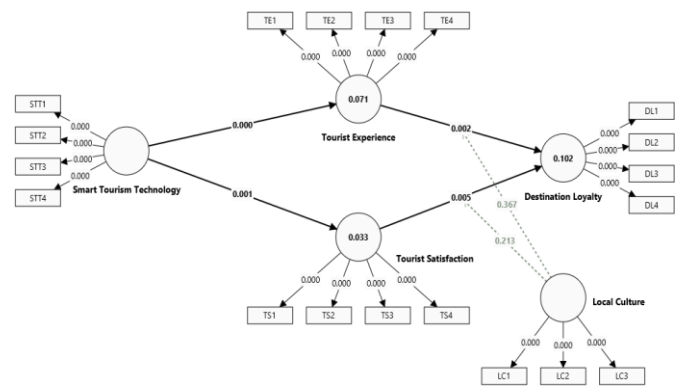 TE1 TE2 TE3 TE4
0.000 0.000 0.000 0.000
0.071
Tourist Experience
STT1
STT2
STT3
STT4
0.000
0.000
0.000
0.000
Smart Tourism Technology
0.000
0.001
0.002
0.005
0.367
0.213
0.102
Destination Loyalty
DL1
DL2
DL3
DL4
0.000
0.000
0.000
0.000
0.033
Tourist Satisfaction
0.000 0.000 0.000 0.000
TS1 TS2 TS3 TS4
Local Culture
0.000 0.000 0.000
LC1 LC2 LC3